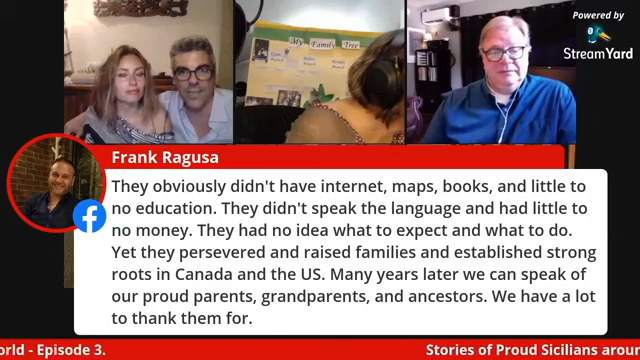 Powered by
StreamYard
My Family Tree
Frank Ragusa
They obviously didn't have internet, maps, books, and little to
no education. They didn't speak the language and had little to
no money. They had no idea what to expect and what to do.
Yet they persevered and raised families and established strong
roots in Canada and the US. Many years later we can speak of
our proud parents, grandparents, and ancestors. We have a lot
to thank them for.
orld - Episode 3.
Stories of Proud Sicilians aroun